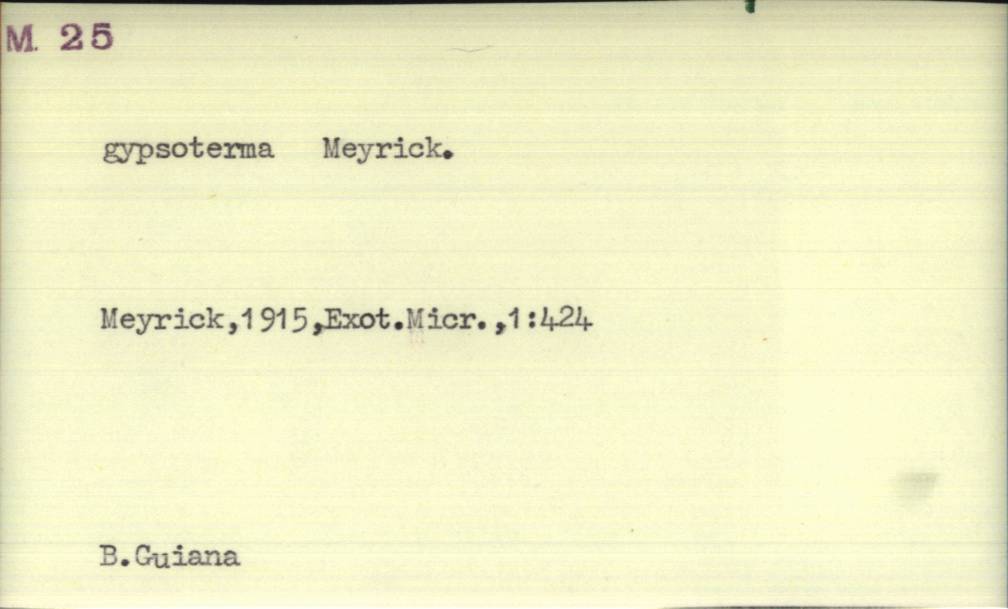 M. 25
gypsoterma Meyrick.
Meyrick,1915,Exot.Micr.,1:424
B.Guiana